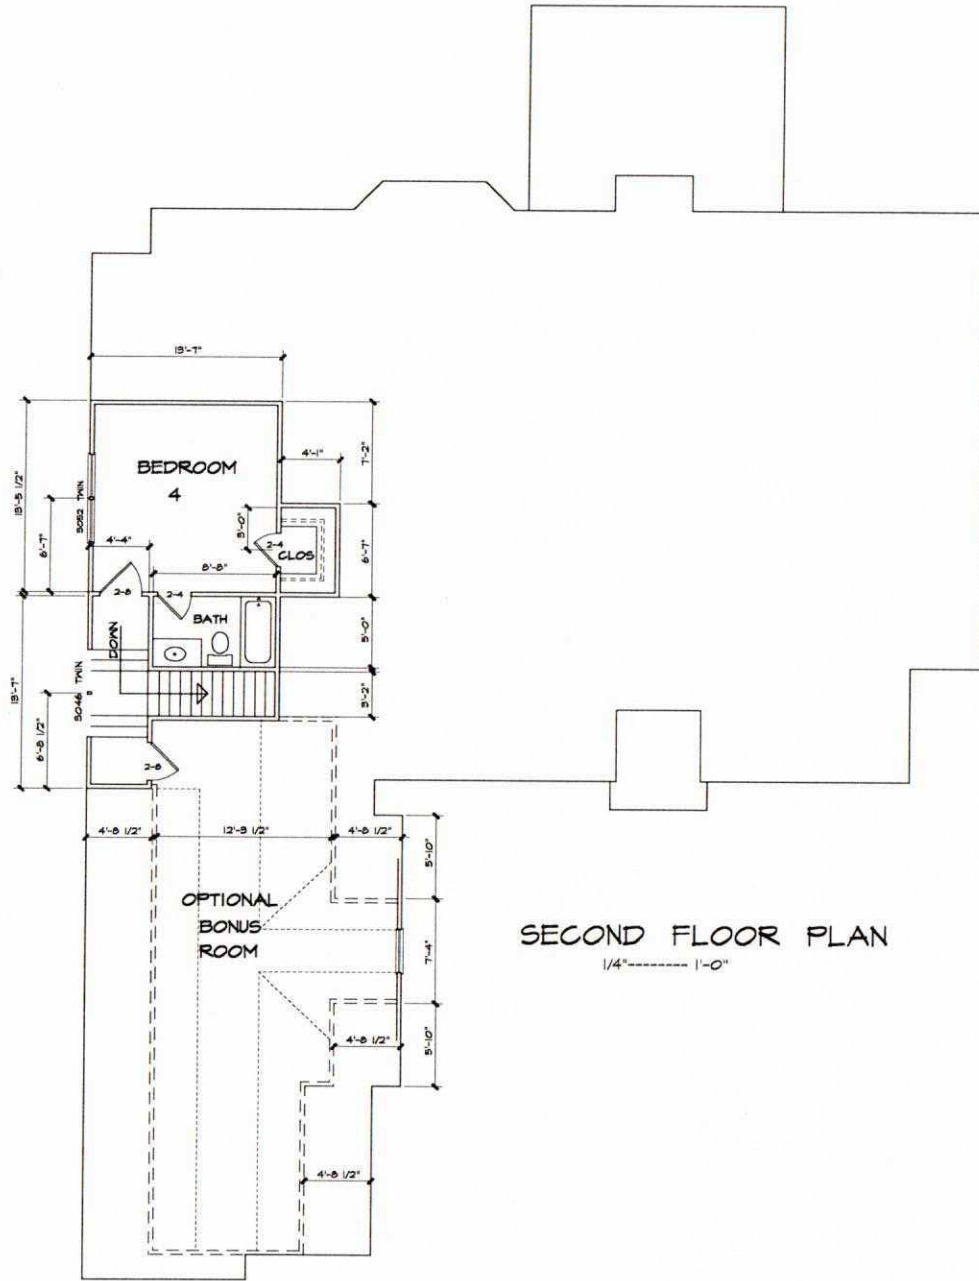 13'-7"
BEDROOM
4
4'-1"
7'-2"
13'-5 1/2"
3052 TWIN
6'-7"
4'-4"
3'-0"
2-4
CLOS
6'-7"
8'-8"
2-8
2-4
BATH
5'-0"
DOWN
13'-7"
3046 TWIN
3'-2"
6'-8 1/2"
2-8
4'-8 1/2"
12'-3 1/2"
4'-8 1/2"
5'-10"
OPTIONAL
BONUS
ROOM
SECOND FLOOR PLAN
1/4"-------- 1'-0"
7'-4"
4'-8 1/2"
5'-10"
4'-8 1/2"